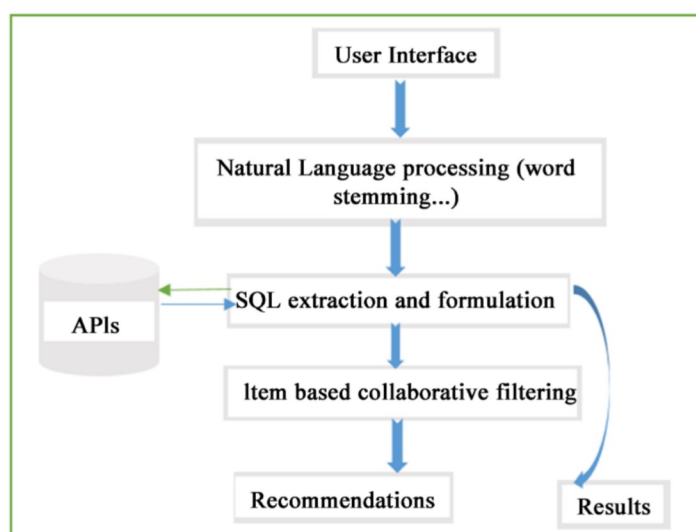 User Interface
Natural Language processing (word
stemming...)
SQL extraction and formulation
APIs
Item based collaborative filtering
Recommendations
Results